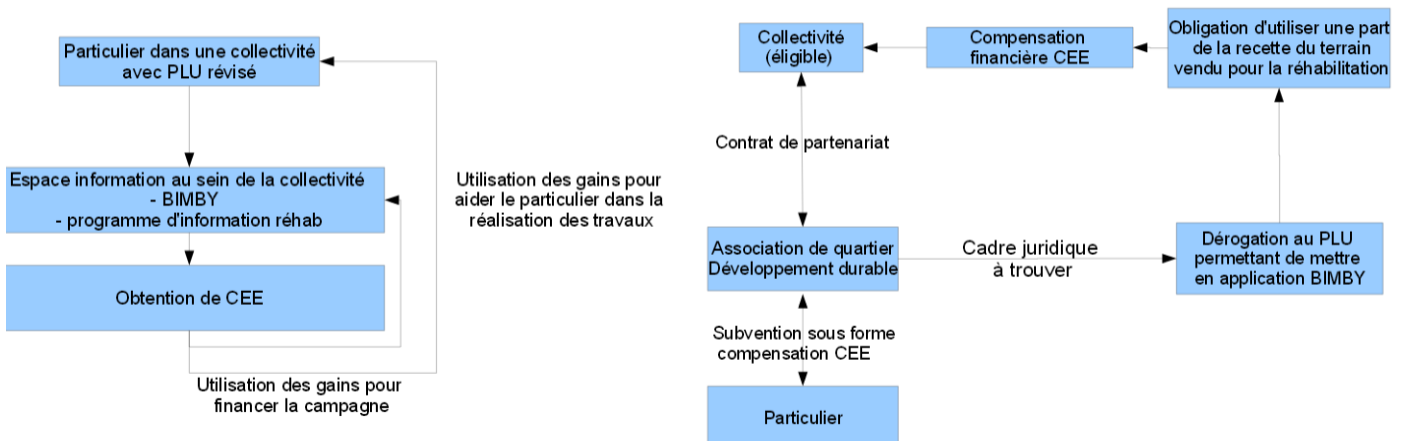 Particulier dans une collectivité
avec PLU révisé
Espace information au sein de la collectivité
- BIMBY
- programme d'information réhab
Obtention de CEE
Utilisation des gains pour
financer la campagne
Utilisation des gains pour
aider le particulier dans la
réalisation des travaux
Collectivité
(éligible)
Compensation
financière CEE
Obligation d'utiliser une part
de la recette du terrain
vendu pour la réhabilitation
Contrat de partenariat
Association de quartier
Développement durable
Cadre juridique
à trouver
Dérogation au PLU
permettant de mettre
en application BIMBY
Subvention sous forme
compensation CEE
Particulier